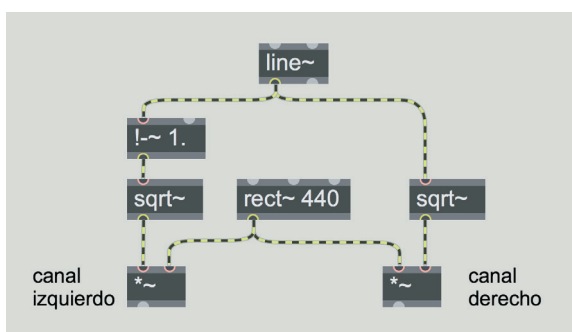 line~
!-~ 1.
sqrt~
rect~ 440
sqrt~
canal
izquierdo
*~
*~
canal
derecho